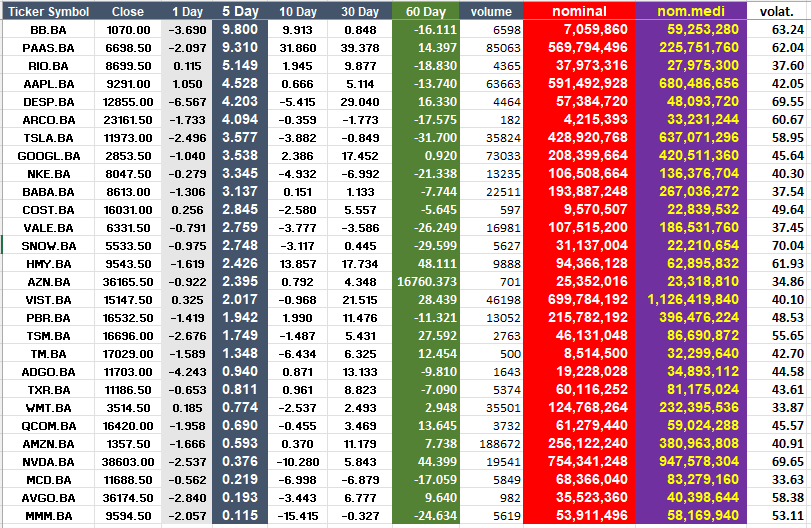 Ticker Symbol Close 1 Day 5 Day 10 Day 30 Day 60 Day volume nominal nom.medi volat.
BB.BA 1070.00 -3.690 9.800 9.913 0.848 -16.111 6598 7,059,860 59,253,280 63.24
PAAS.BA 6698.50 -2.097 9.310 31.860 39.378 14.397 85063 569,794,496 225,751,760 62.04
RIO.BA 8699.50 0.115 5.149 1.945 9.877 -18.830 4365 37,973,316 27,975,300 37.60
AAPL.BA 9291.00 1.050 4.528 0.666 5.114 -13.740 63663 591,492,928 680,486,656 42.05
DESP.BA 12855.00 -6.567 4.203 -5.415 29.040 16.330 4464 57,384,720 48,093,720 69.55
ARCO.BA 23161.50 -1.733 4.094 -0.359 -1.773 -17.575 182 4,215,393 33,231,244 60.67
TSLA.BA 11973.00 -2.496 3.577 -3.882 -0.849 -31.700 35824 428,920,768 637,071,296 58.95
GOOGL.BA 2853.50 -1.040 3.538 2.386 17.452 0.920 73033 208,399,664 420,511,360 45.64
NKE.BA 8047.50 -0.279 3.345 -4.932 -6.992 -21.338 13235 106,508,664 136,376,704 40.30
BABA.BA 8613.00 -1.306 3.137 0.151 1.133 -7.744 22511 193,887,248 267,036,272 37.54
COST.BA 16031.00 0.256 2.845 -2.580 5.557 -5.645 597 9,570,507 22,839,532 49.64
VALE.BA 6331.50 -0.791 2.759 -3.777 -3.586 -26.249 16981 107,515,200 186,531,760 37.45
SNOW.BA 5533.50 -0.975 2.748 -3.117 0.445 -29.599 5627 31,137,004 22,210,654 70.04
HMY.BA 9543.50 -1.619 2.426 13.857 17.734 48.111 9888 94,366,128 62,895,832 61.93
AZN.BA 36165.50 -0.922 2.395 0.792 4.348 16760.373 701 25,352,016 23,318,810 34.86
VIST.BA 15147.50 0.325 2.017 -0.968 21.515 28.439 46198 699,784,192 1,126,419,840 40.10
PBR.BA 16532.50 -1.419 1.942 1.990 11.476 -11.321 13052 215,782,192 396,476,224 48.53
TSM.BA 16696.00 -2.676 1.749 -1.487 5.431 27.592 2763 46,131,048 86,690,872 55.65
TM.BA 17029.00 -1.589 1.348 -6.434 6.325 12.454 500 8,514,500 32,299,640 42.70
ADGO.BA 11703.00 -4.243 0.940 0.871 13.133 -9.810 1643 19,228,028 34,893,112 44.58
TXR.BA 11186.50 -0.653 0.811 0.961 8.823 -7.090 5374 60,116,252 81,175,024 43.61
WMT.BA 3514.50 0.185 0.774 -2.537 2.493 2.948 35501 124,768,264 232,395,536 33.87
QCOM.BA 16420.00 -1.958 0.690 -0.455 3.469 13.645 3732 61,279,440 59,024,288 45.57
AMZN.BA 1357.50 -1.666 0.593 0.370 11.179 7.738 188672 256,122,240 380,963,808 40.91
NVDA.BA 38603.00 -2.537 0.376 -10.280 5.843 44.399 19541 754,341,248 947,578,304 69.65
MCD.BA 11688.50 -0.562 0.219 -6.998 -6.879 -17.059 5849 68,366,040 83,279,160 33.63
AVGO.BA 36174.50 -2.840 0.193 -3.443 6.777 9.640 982 35,523,360 40,398,644 58.38
MMM.BA 9594.50 -2.057 0.115 -15.415 -0.327 -24.634 5619 53,911,496 58,169,940 53.11